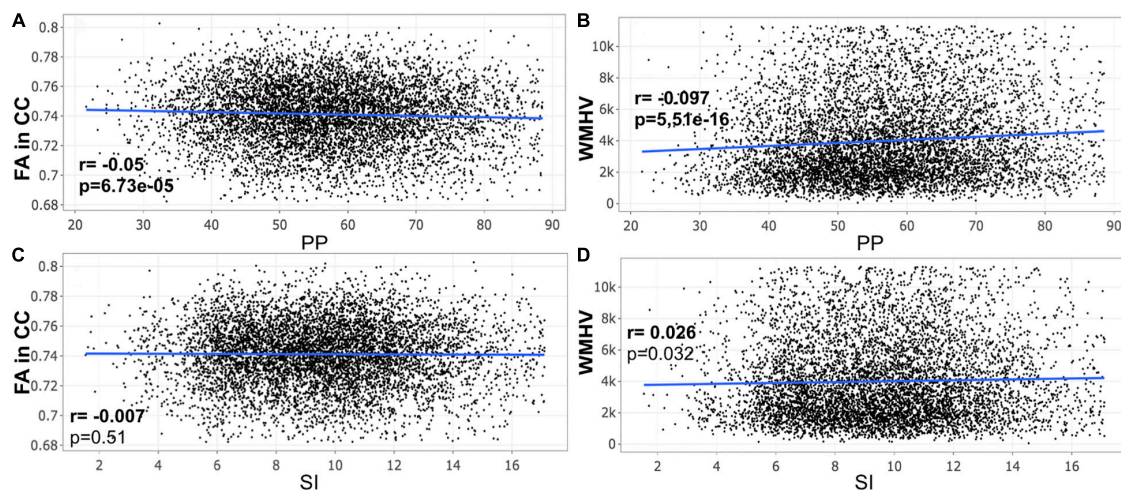 A
FA in CC
0.8
0.78
0.76
0.74
0.72
0.7
0.68
r= -0.05
p=6.73e-05
20 30 40 50 60 70 80 90
PP
B
WMHV
10k
8k
6k
4k
2k
0
r= -0.097
p=5,51e-16
20 30 40 50 60 70 80 90
PP
C
FA in CC
0.8
0.78
0.76
0.74
0.72
0.7
0.68
r= -0.007
p=0.51
2 4 6 8 10 12 14 16
SI
D
WMHV
10k
8k
6k
4k
2k
0
r= 0.026
p=0.032
2 4 6 8 10 12 14 16
SI